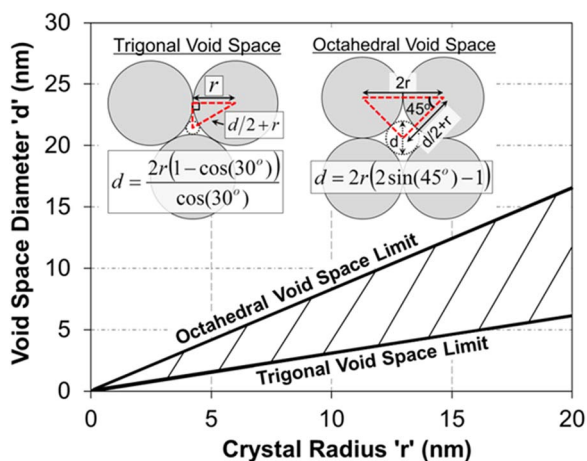 Void Space Diameter 'd' (nm)
30
25
20
15
10
5
0
Trigonal Void Space
r
d/2+r
d = 2r(1−cos(30°)) / cos(30°)
Octahedral Void Space
2r
45°
d
d/2+r
d = 2r(2sin(45°)−1)
Octahedral Void Space Limit
Trigonal Void Space Limit
0 5 10 15 20
Crystal Radius 'r' (nm)